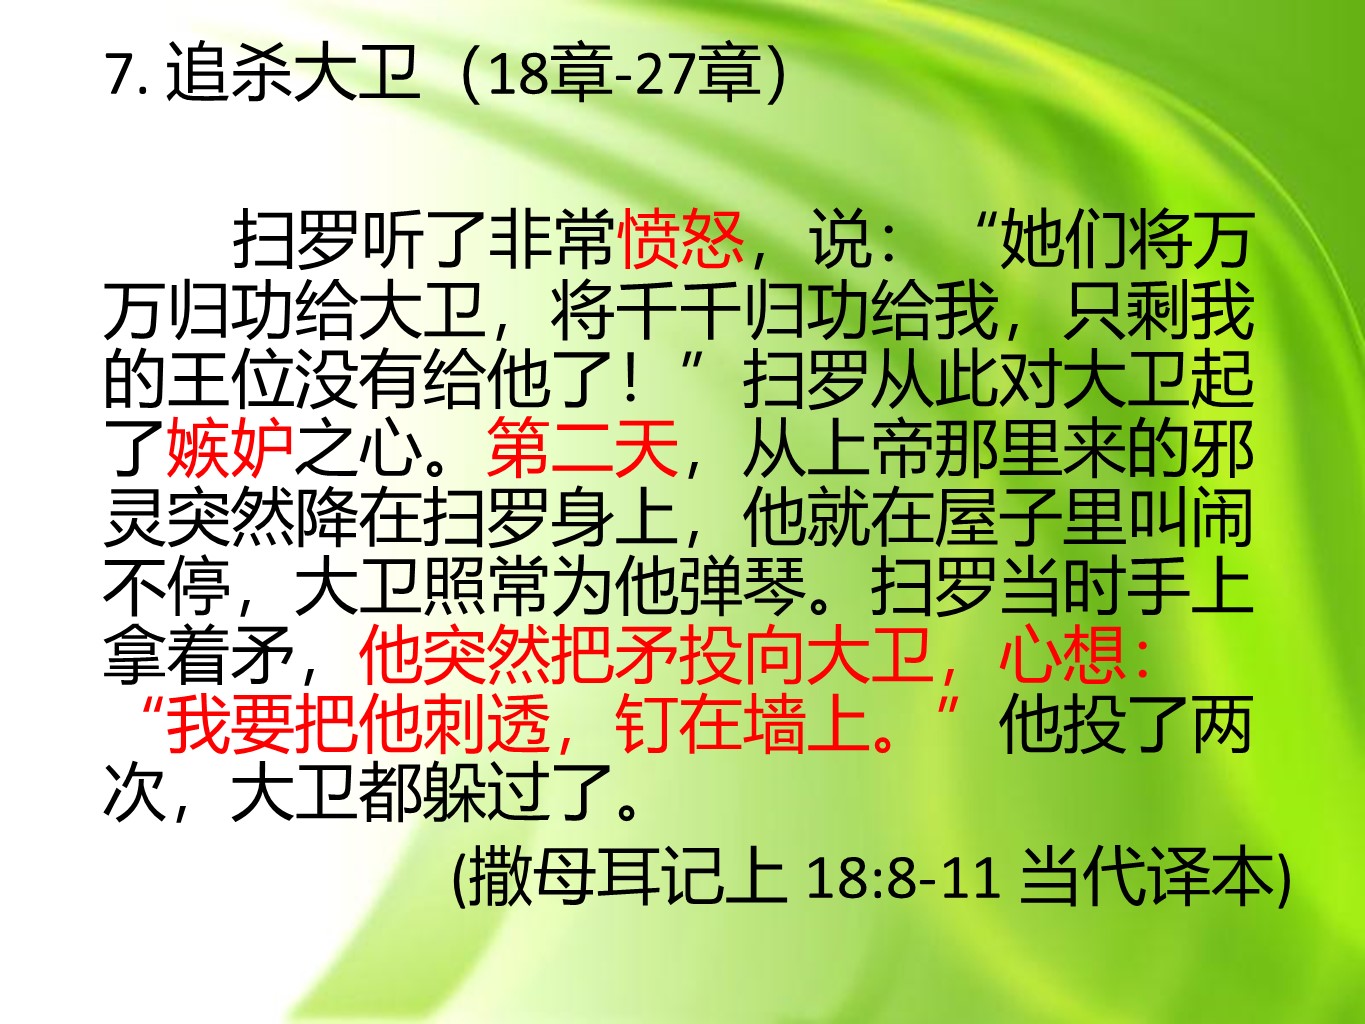 7. 追杀大卫（18章-27章）
扫罗听了非常愤怒，说：“她们将万
万归功给大卫，将千千归功给我，只剩我
的王位没有给他了！”扫罗从此对大卫起
了嫉妒之心。第二天，从上帝那里来的邪
灵突然降在扫罗身上，他就在屋子里叫闹
不停，大卫照常为他弹琴。扫罗当时手上
拿着矛，他突然把矛投向大卫，心想：
“我要把他刺透，钉在墙上。”他投了两
次，大卫都躲过了。
(撒母耳记上 18:8-11 当代译本)